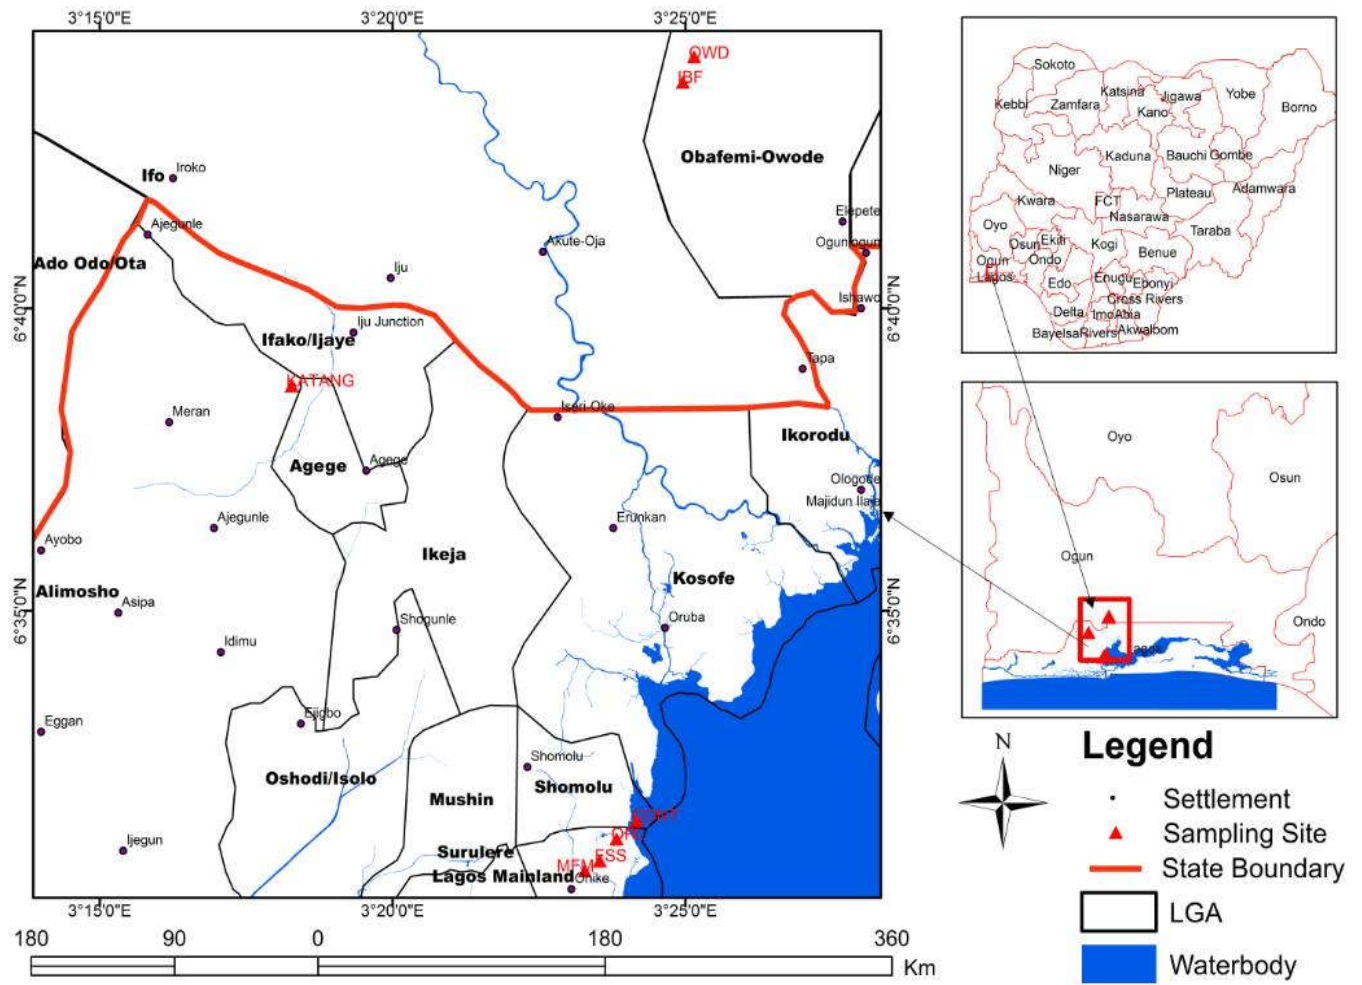 3°15'0"E
3°20'0"E
3°25'0"E
OWD
IBF
Obafemi-Owode
Ifo
Iroko
Ajegunle
Elepete
Akute-Oja
Ado Odo/Ota
Iju
Ishawo
6°40'0"N
6°40'0"N
Iju Junction
Ifako/Ijaye
Tapa
KATANG
Meran
Iseri-Oke
Ikorodu
Agege
Agege
Ologode
Majidun Ilaje
Ajegunle
Erunkan
Ayobo
Ikeja
Kosofe
Alimosho
Asipa
6°35'0"N
6°35'0"N
Shogunle
Oruba
Idimu
Ejigbo
Eggan
Shomolu
Oshodi/Isolo
Shomolu
Mushin
Ijegun
Surulere
ESS
MFM
Lagos Mainland
Onike
3°15'0"E
3°20'0"E
3°25'0"E
180
90
0
180
360
Km
Sokoto
Kebbi
Zamfara
Katsina
Jigawa
Kano
Yobe
Borno
Kaduna
Bauchi
Gombe
Niger
Plateau
Adamwara
Kwara
FCT
Nasarawa
Oyo
Taraba
Osun
Ekiti
Kogi
Benue
Ogun
Ondo
Lagos
Edo
Enugu
Ebonyi
Cross Rivers
Delta
Imo
Abia
Bayelsa
Rivers
Akwaibom
Oyo
Osun
Ogun
Ondo
N
Legend
Settlement
Sampling Site
State Boundary
LGA
Waterbody